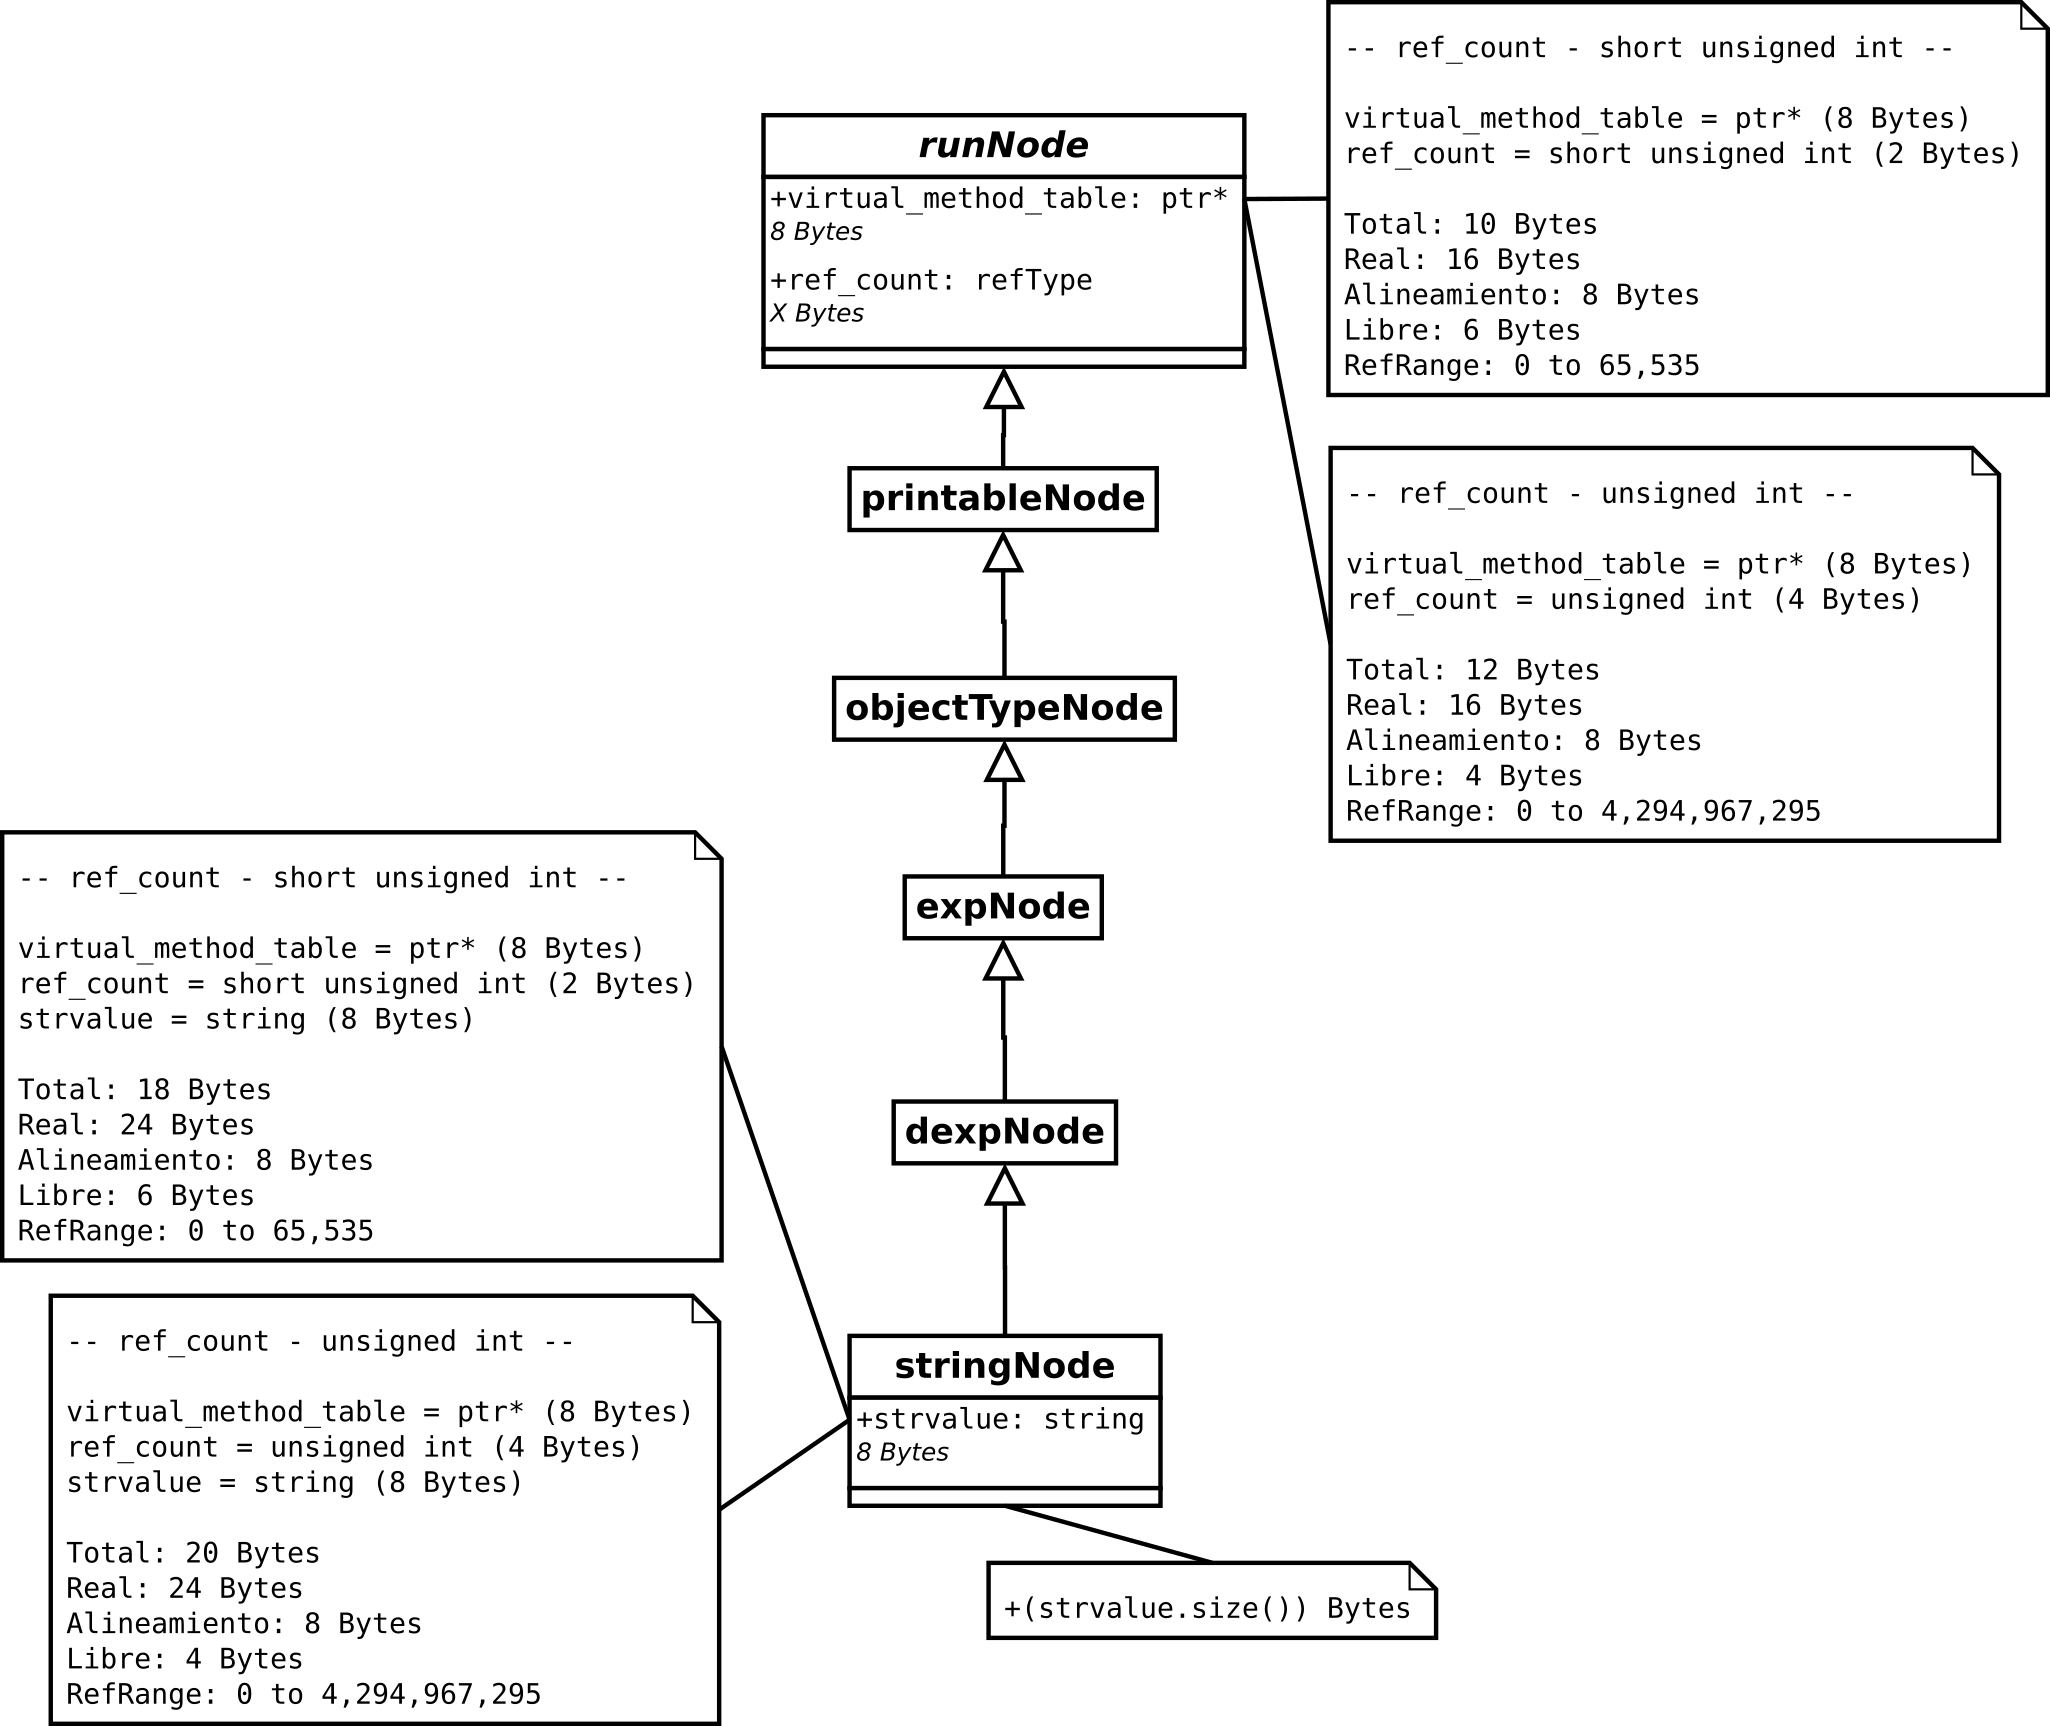 -- ref_count - short unsigned int --
virtual_method_table = ptr* (8 Bytes)
ref_count = short unsigned int (2 Bytes)
Total: 10 Bytes
Real: 16 Bytes
Alineamiento: 8 Bytes
Libre: 6 Bytes
RefRange: 0 to 65,535
runNode
+virtual_method_table: ptr*
8 Bytes
+ref_count: refType
X Bytes
printableNode
-- ref_count - unsigned int --
virtual_method_table = ptr* (8 Bytes)
ref_count = unsigned int (4 Bytes)
Total: 12 Bytes
Real: 16 Bytes
Alineamiento: 8 Bytes
Libre: 4 Bytes
RefRange: 0 to 4,294,967,295
objectTypeNode
expNode
-- ref_count - short unsigned int --
virtual_method_table = ptr* (8 Bytes)
ref_count = short unsigned int (2 Bytes)
strvalue = string (8 Bytes)
Total: 18 Bytes
Real: 24 Bytes
Alineamiento: 8 Bytes
Libre: 6 Bytes
RefRange: 0 to 65,535
dexpNode
-- ref_count - unsigned int --
virtual_method_table = ptr* (8 Bytes)
ref_count = unsigned int (4 Bytes)
strvalue = string (8 Bytes)
Total: 20 Bytes
Real: 24 Bytes
Alineamiento: 8 Bytes
Libre: 4 Bytes
RefRange: 0 to 4,294,967,295
stringNode
+strvalue: string
8 Bytes
+(strvalue.size()) Bytes